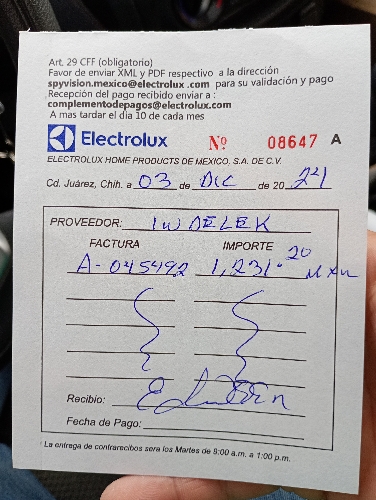 Art. 29 CFF (obligatorio)
Favor de enviar XML y PDF respectivo a la dirección
spyvision.mexico@electrolux .com para su validación y pago
Recepción del pago recibido enviar a :
complementodepagos@electrolux.com
A mas tardar el dia 10 de cada mes
Electrolux Nº 08647 A
ELECTROLUX HOME PRODUCTS DE MEXICO, S.A. DE C.V.
Cd. Juárez, Chih. a 03 de DIC de 20 21
PROVEEDOR: INDELEK
FACTURA IMPORTE
A-045492 1,231.20 MXN
Recibio:
Fecha de Pago:
La entrega de contrarecibos sera los Martes de 9:00 a.m. a 1:00 p.m.